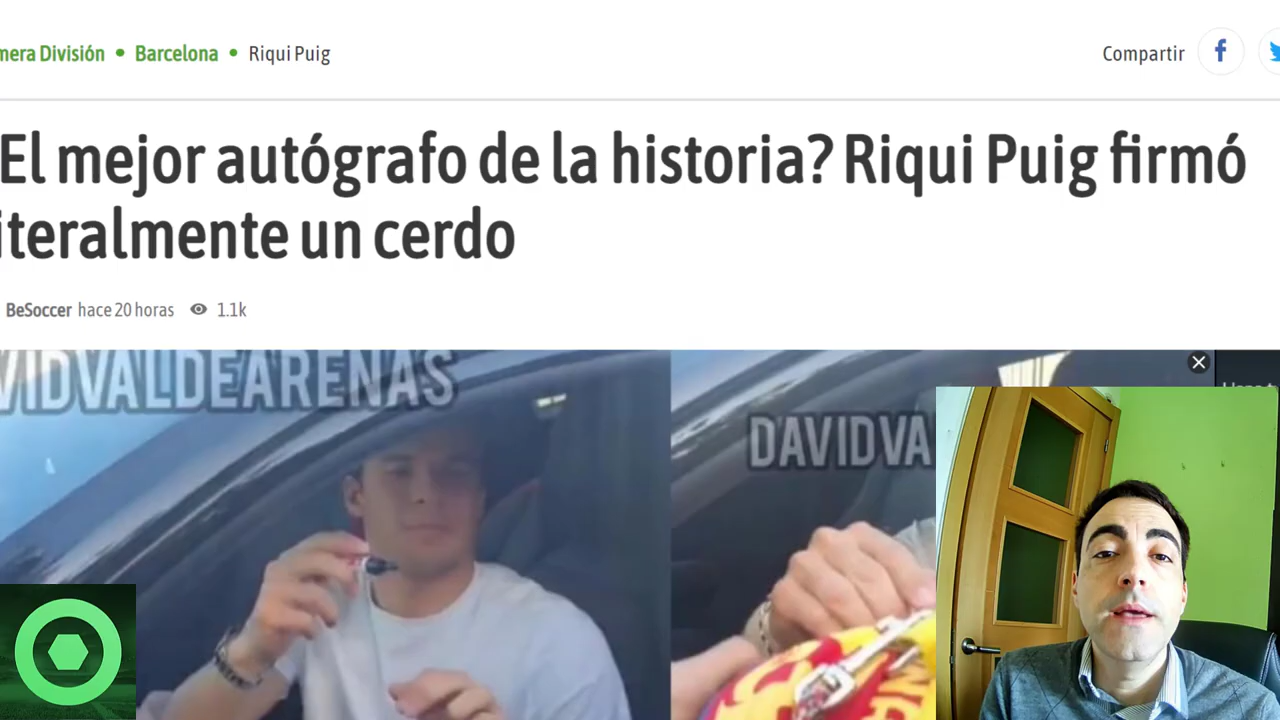 mera División • Barcelona • Riqui Puig
Compartir
El mejor autógrafo de la historia? Riqui Puig firmó
iteralmente un cerdo
BeSoccer hace 20 horas 1.1k
VIDVALDEARENAS
DAVIDVA